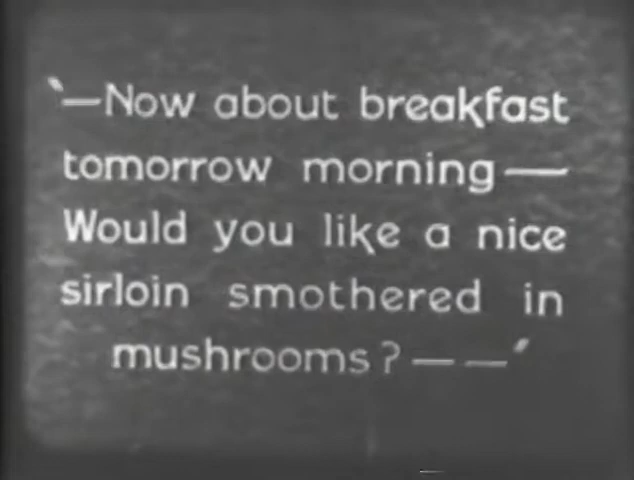 ‵—Now about breakfast
tomorrow morning—
Would you like a nice
sirloin smothered in
mushrooms?— —″